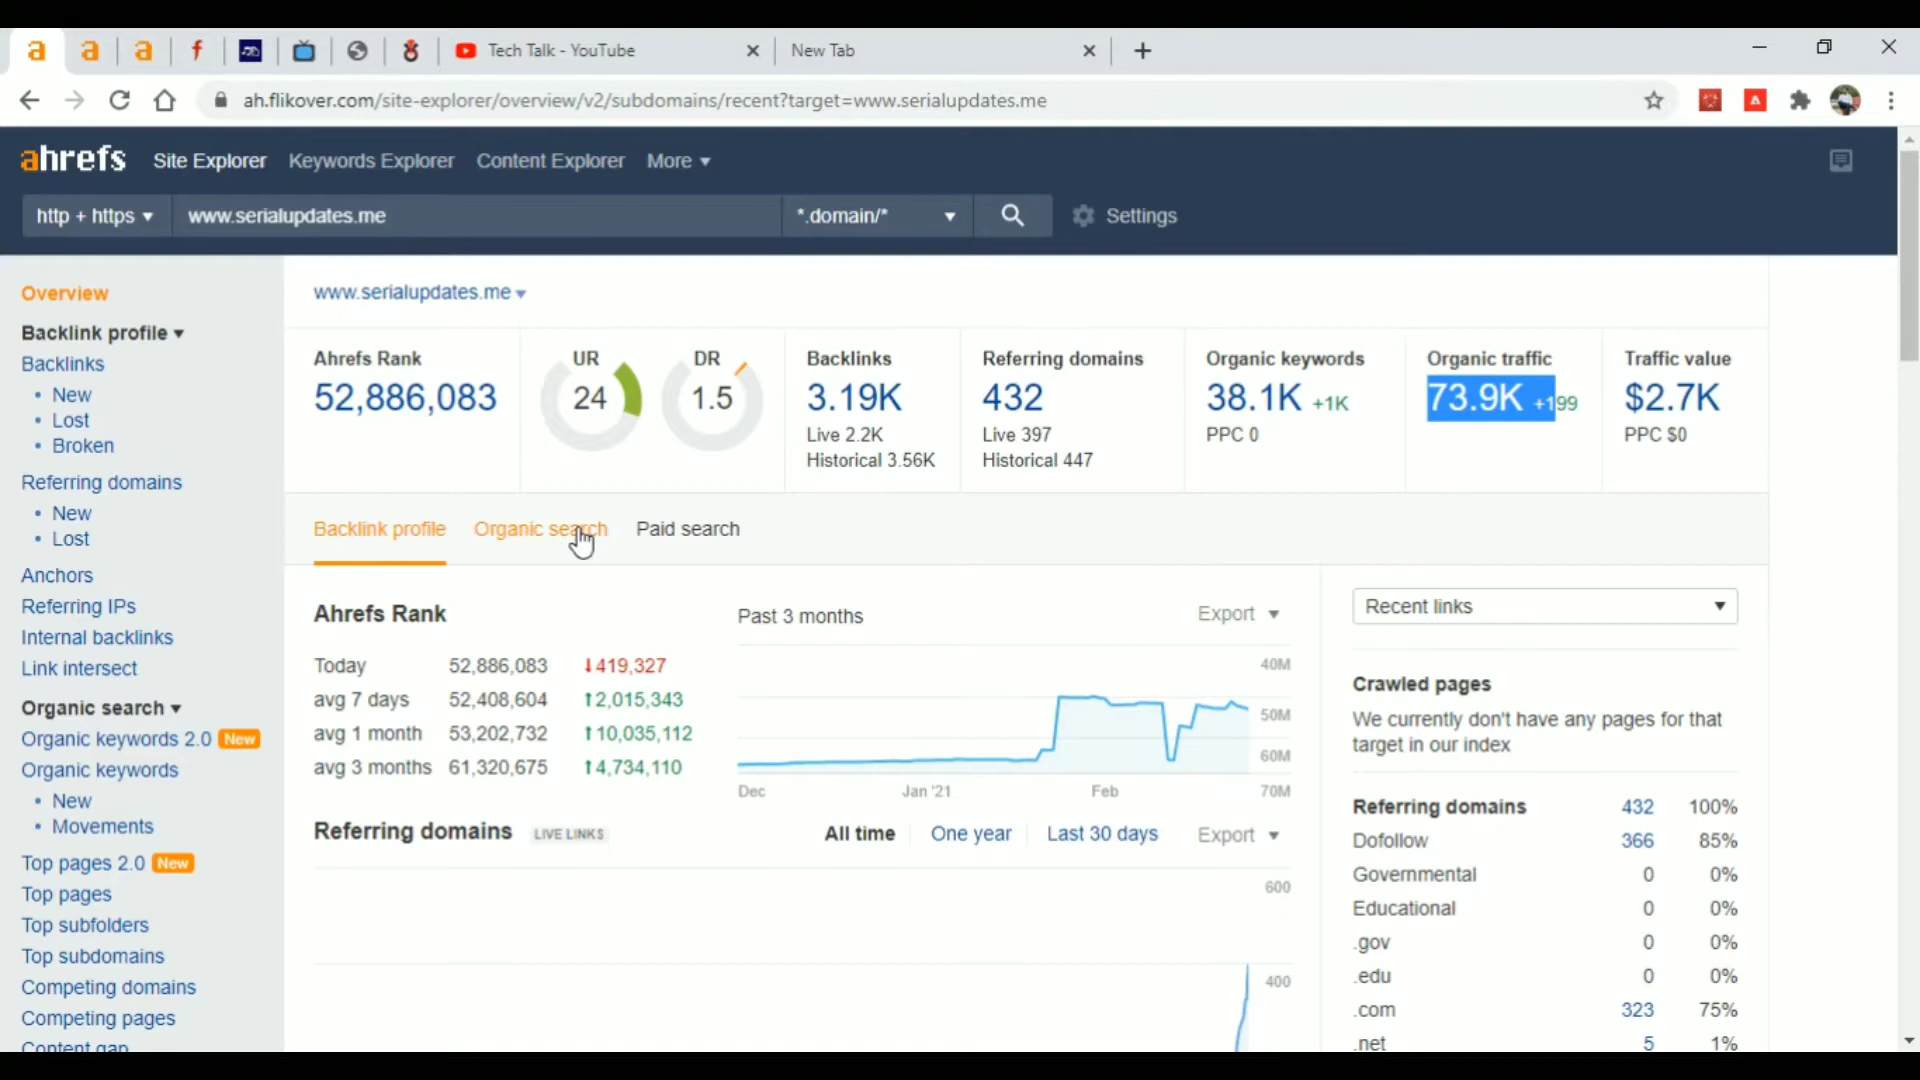 Tech Talk - YouTube
New Tab
ah.flikover.com/site-explorer/overview/v2/subdomains/recent?target=www.serialupdates.me
ahrefs Site Explorer Keywords Explorer Content Explorer More
http + https www.serialupdates.me *.domain/* Settings
Overview
Backlink profile
Backlinks
• New
• Lost
• Broken
Referring domains
• New
• Lost
Anchors
Referring IPs
Internal backlinks
Link intersect
Organic search
Organic keywords 2.0 New
Organic keywords
• New
• Movements
Top pages 2.0 New
Top pages
Top subfolders
Top subdomains
Competing domains
Competing pages
Content gap
www.serialupdates.me
Ahrefs Rank
52,886,083
UR
24
DR
1.5
Backlinks
3.19K
Live 2.2K
Historical 3.56K
Referring domains
432
Live 397
Historical 447
Organic keywords
38.1K +1K
PPC 0
Organic traffic
73.9K +199
Traffic value
$2.7K
PPC $0
Backlink profile Organic search Paid search
Ahrefs Rank
Today 52,886,083 ↓419,327
avg 7 days 52,408,604 ↑2,015,343
avg 1 month 53,202,732 ↑10,035,112
avg 3 months 61,320,675 ↑4,734,110
Past 3 months Export
40M
50M
60M
70M
Dec Jan '21 Feb
Referring domains LIVE LINKS All time One year Last 30 days Export
600
400
Recent links
Crawled pages
We currently don't have any pages for that
target in our index
Referring domains 432 100%
Dofollow 366 85%
Governmental 0 0%
Educational 0 0%
.gov 0 0%
.edu 0 0%
.com 323 75%
.net 5 1%